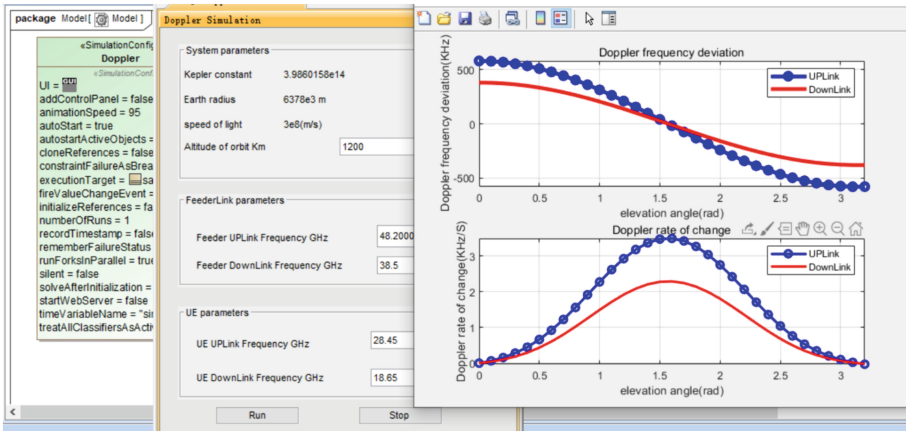 package Model [ Model ]
«SimulationConfig
Doppler
«SimulationConf
UI = GUI
addControlPanel = false
animationSpeed = 95
autoStart = true
autostartActiveObjects =
cloneReferences = false
constraintFailureAsBrea
executionTarget = sa
fireValueChangeEvent =
initializeReferences = fa
numberOfRuns = 1
recordTimestamp = false
rememberFailureStatus
runForksInParallel = true
silent = false
solveAfterInitialization =
startWebServer = false
timeVariableName = "si
treatAllClassifiersAsActi
Doppler Simulation
System parameters
Kepler constant 3.9860158e14
Earth radius 6378e3 m
speed of light 3e8(m/s)
Altitude of orbit Km 1200
FeederLink parameters
Feeder UPLink Frequency GHz 48.2000
Feeder DownLink Frequency GHz 38.5
UE parameters
UE UPLink Frequency GHz 28.45
UE DownLink Frequency GHz 18.65
Run Stop
Doppler frequency deviation
Doppler frequency deviation(KHz)
500
0
-500
UPLink
DownLink
0 0.5 1 1.5 2 2.5 3
elevation angle(rad)
Doppler rate of change
Doppler rate of change(KHz/S)
3
2
1
0
UPLink
DownLink
0 0.5 1 1.5 2 2.5 3
elevation angle(rad)